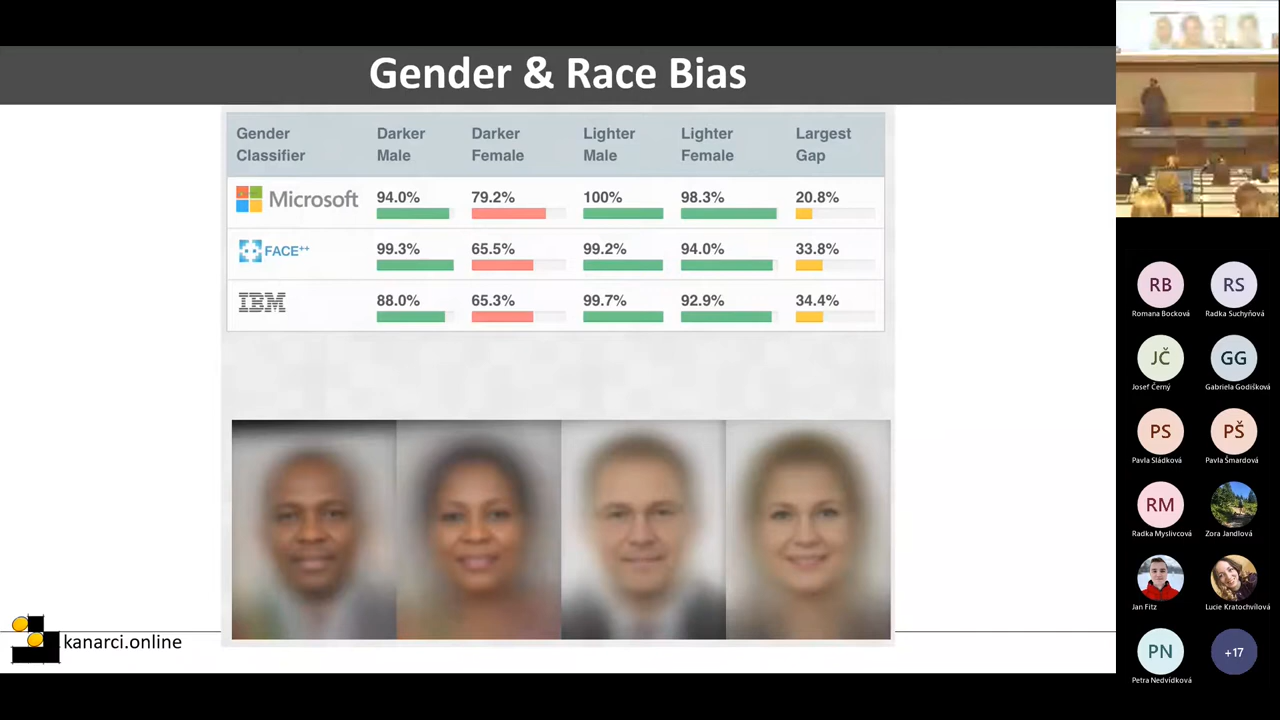 Gender & Race Bias
Gender Classifier
Darker Male
Darker Female
Lighter Male
Lighter Female
Largest Gap
Microsoft 94.0% 79.2% 100% 98.3% 20.8%
FACE++ 99.3% 65.5% 99.2% 94.0% 33.8%
IBM 88.0% 65.3% 99.7% 92.9% 34.4%
kanarci.online
RB RS
Romana Bocková Radka Suchyňová
JČ GG
Josef Černý Gabriela Godišková
PS PŠ
Pavla Sládková Pavla Šmardová
RM
Radka Myslivcová Zora Jandlová
Jan Fitz Lucie Kratochvílová
PN +17
Petra Nedvídková